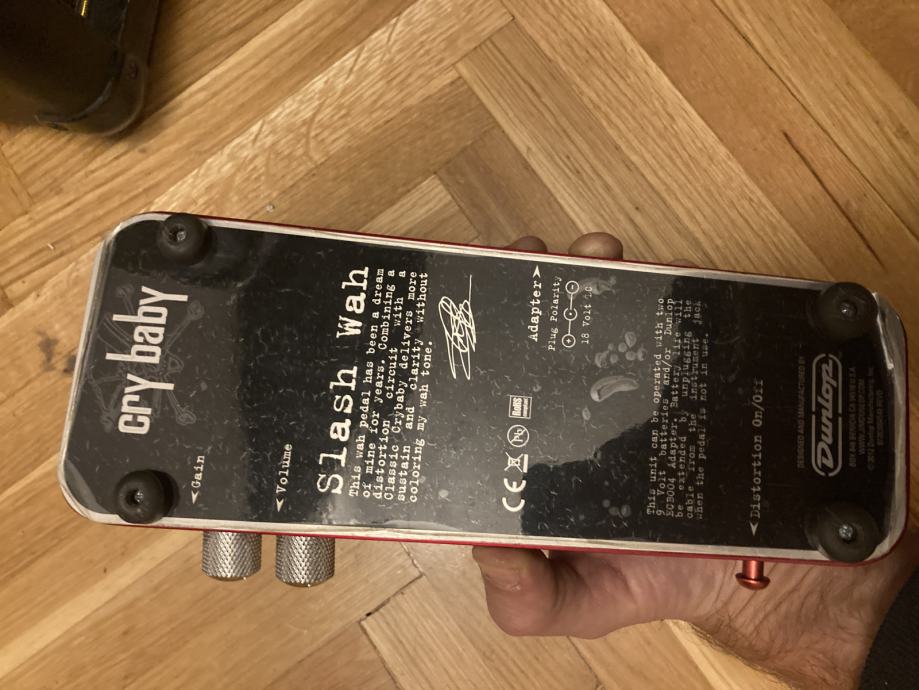 cry baby
Gain
Volume
Slash Wah
This wah pedal has been a dream
of mine for years. Combining a
distortion circuit with a
Classic Crybaby delivers more
sustain and clarity without
coloring my wah tone.
Adapter
Plug Polarity
18 Volt DC
CE
Pb
RoHS
compliant
This unit can be operated with two
9 Volt batteries and/or Dunlop
ECB004 Adapter. Battery life will
be extended by unplugging the
cable from the instrument jack
when the pedal is not in use.
Distortion On/Off
DESIGNED AND MANUFACTURED BY
Dunlop